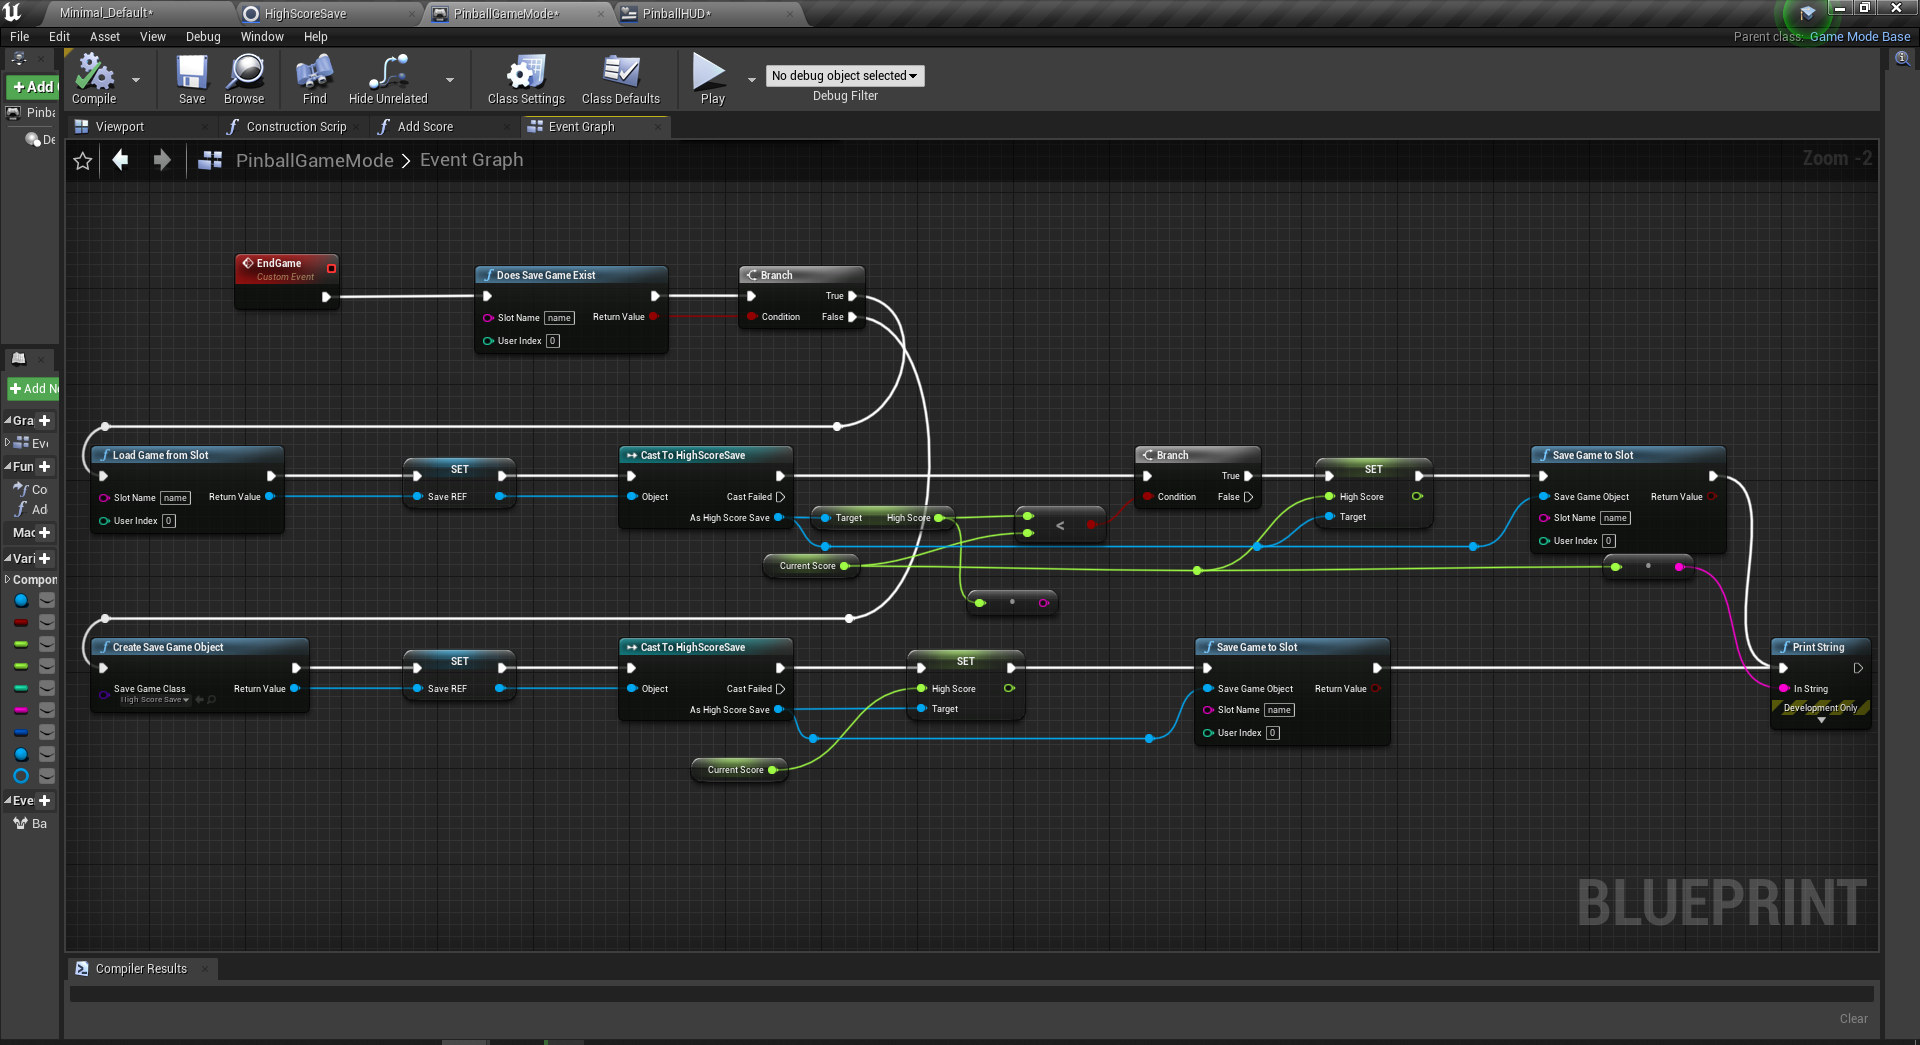 Minimal_Default*
HighScoreSave
PinballGameMode*
PinballHUD*
File Edit Asset View Debug Window Help
Parent class: Game Mode Base
Add
Compile
Save
Browse
Find
Hide Unrelated
Class Settings
Class Defaults
Play
No debug object selected
Debug Filter
Pinba
De
Viewport
Construction Scrip
Add Score
Event Graph
PinballGameMode > Event Graph
Zoom -2
EndGame
Custom Event
Does Save Game Exist
Slot Name name
Return Value
User Index 0
Branch
True
Condition
False
Add N
Gra
Eve
Fun
Co
Ad
Mac
Vari
Compon
Eve
Ba
Load Game from Slot
Slot Name name
Return Value
User Index 0
SET
Save REF
Cast To HighScoreSave
Object
Cast Failed
As High Score Save
Target
High Score
<
Current Score
Branch
True
Condition
False
SET
High Score
Target
Save Game to Slot
Save Game Object
Return Value
Slot Name name
User Index 0
Create Save Game Object
Save Game Class
High Score Save
Return Value
SET
Save REF
Cast To HighScoreSave
Object
Cast Failed
As High Score Save
SET
High Score
Target
Current Score
Save Game to Slot
Save Game Object
Return Value
Slot Name name
User Index 0
Print String
In String
Development Only
BLUEPRINT
Compiler Results
Clear